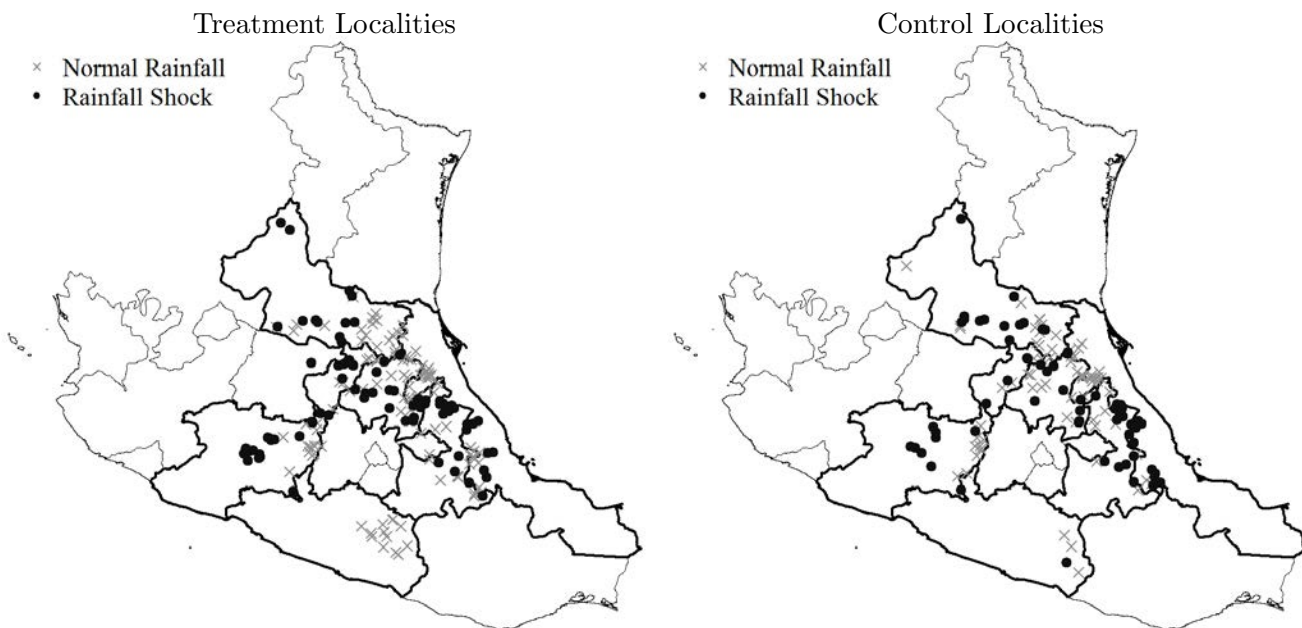 Treatment Localities
× Normal Rainfall
• Rainfall Shock
Control Localities
× Normal Rainfall
• Rainfall Shock